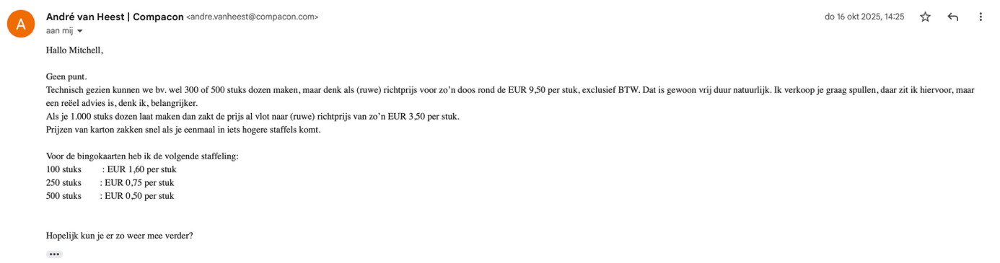 A
André van Heest | Compacon <andre.vanheest@compacon.com>
do 16 okt 2025, 14:25
aan mij
Hallo Mitchell,
Geen punt.
Technisch gezien kunnen we bv. wel 300 of 500 stuks dozen maken, maar denk als (ruwe) richtprijs voor zo'n doos rond de EUR 9,50 per stuk, exclusief BTW. Dat is gewoon vrij duur natuurlijk. Ik verkoop je graag spullen, daar zit ik hiervoor, maar
een reëel advies is, denk ik, belangrijker.
Als je 1.000 stuks dozen laat maken dan zakt de prijs al vlot naar (ruwe) richtprijs van zo'n EUR 3,50 per stuk.
Prijzen van karton zakken snel als je eenmaal in iets hogere staffels komt.
Voor de bingokaarten heb ik de volgende staffeling:
100 stuks : EUR 1,60 per stuk
250 stuks : EUR 0,75 per stuk
500 stuks : EUR 0,50 per stuk
Hopelijk kun je er zo weer mee verder?